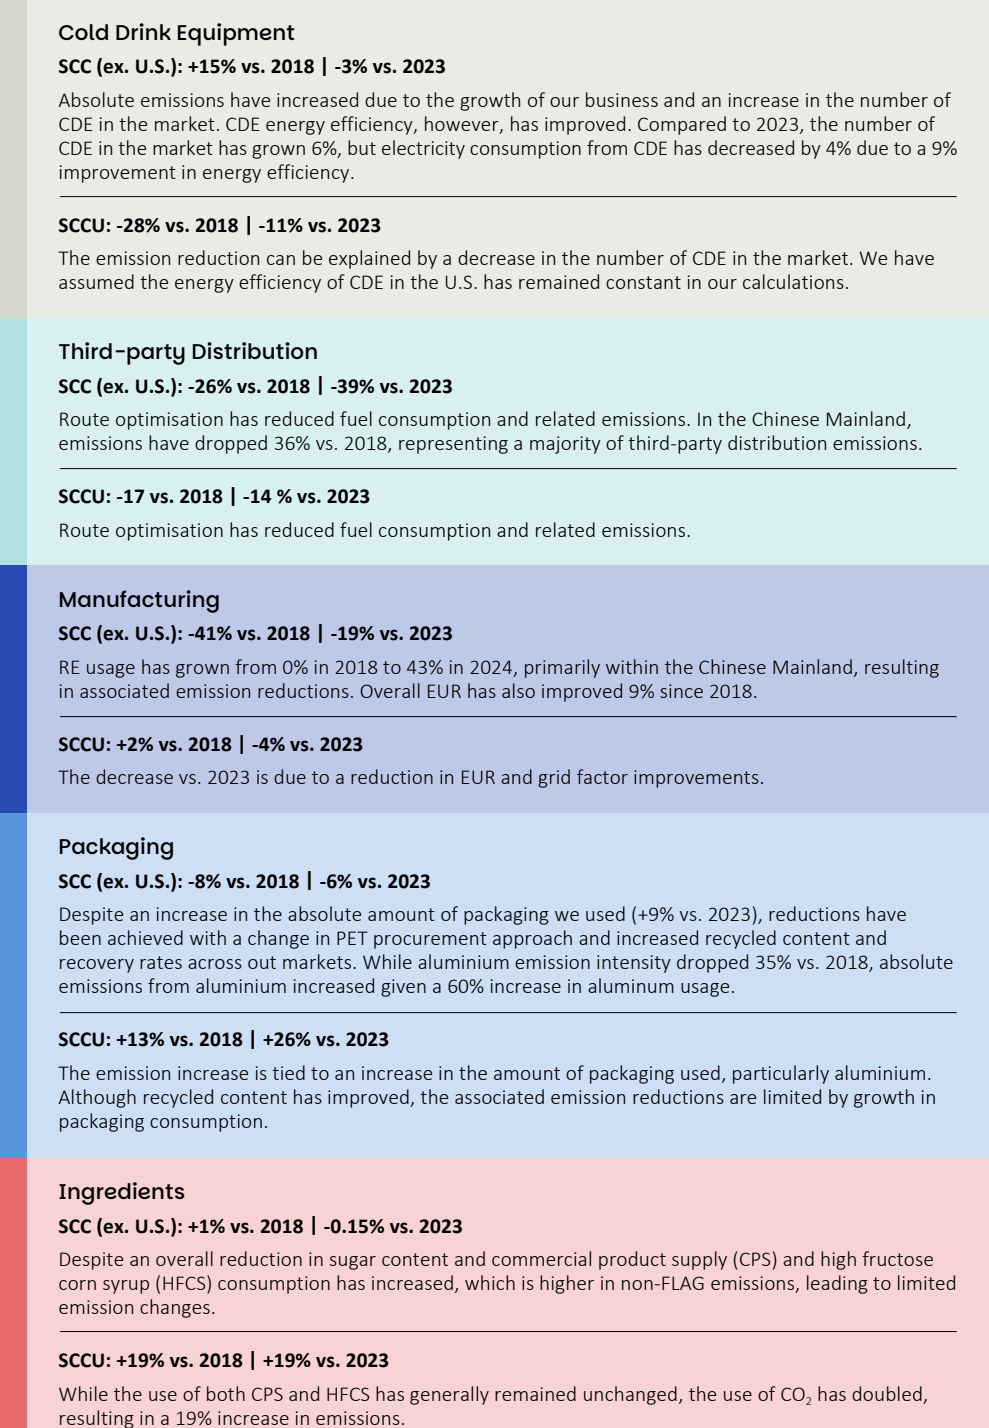 Cold Drink Equipment
SCC (ex. U.S.): +15% vs. 2018 | -3% vs. 2023
Absolute emissions have increased due to the growth of our business and an increase in the number of
CDE in the market. CDE energy efficiency, however, has improved. Compared to 2023, the number of
CDE in the market has grown 6%, but electricity consumption from CDE has decreased by 4% due to a 9%
improvement in energy efficiency.
SCCU: -28% vs. 2018 | -11% vs. 2023
The emission reduction can be explained by a decrease in the number of CDE in the market. We have
assumed the energy efficiency of CDE in the U.S. has remained constant in our calculations.
Third-party Distribution
SCC (ex. U.S.): -26% vs. 2018 | -39% vs. 2023
Route optimisation has reduced fuel consumption and related emissions. In the Chinese Mainland,
emissions have dropped 36% vs. 2018, representing a majority of third-party distribution emissions.
SCCU: -17 vs. 2018 | -14 % vs. 2023
Route optimisation has reduced fuel consumption and related emissions.
Manufacturing
SCC (ex. U.S.): -41% vs. 2018 | -19% vs. 2023
RE usage has grown from 0% in 2018 to 43% in 2024, primarily within the Chinese Mainland, resulting
in associated emission reductions. Overall EUR has also improved 9% since 2018.
SCCU: +2% vs. 2018 | -4% vs. 2023
The decrease vs. 2023 is due to a reduction in EUR and grid factor improvements.
Packaging
SCC (ex. U.S.): -8% vs. 2018 | -6% vs. 2023
Despite an increase in the absolute amount of packaging we used (+9% vs. 2023), reductions have
been achieved with a change in PET procurement approach and increased recycled content and
recovery rates across out markets. While aluminium emission intensity dropped 35% vs. 2018, absolute
emissions from aluminium increased given a 60% increase in aluminum usage.
SCCU: +13% vs. 2018 | +26% vs. 2023
The emission increase is tied to an increase in the amount of packaging used, particularly aluminium.
Although recycled content has improved, the associated emission reductions are limited by growth in
packaging consumption.
Ingredients
SCC (ex. U.S.): +1% vs. 2018 | -0.15% vs. 2023
Despite an overall reduction in sugar content and commercial product supply (CPS) and high fructose
corn syrup (HFCS) consumption has increased, which is higher in non-FLAG emissions, leading to limited
emission changes.
SCCU: +19% vs. 2018 | +19% vs. 2023
While the use of both CPS and HFCS has generally remained unchanged, the use of CO₂ has doubled,
resulting in a 19% increase in emissions.